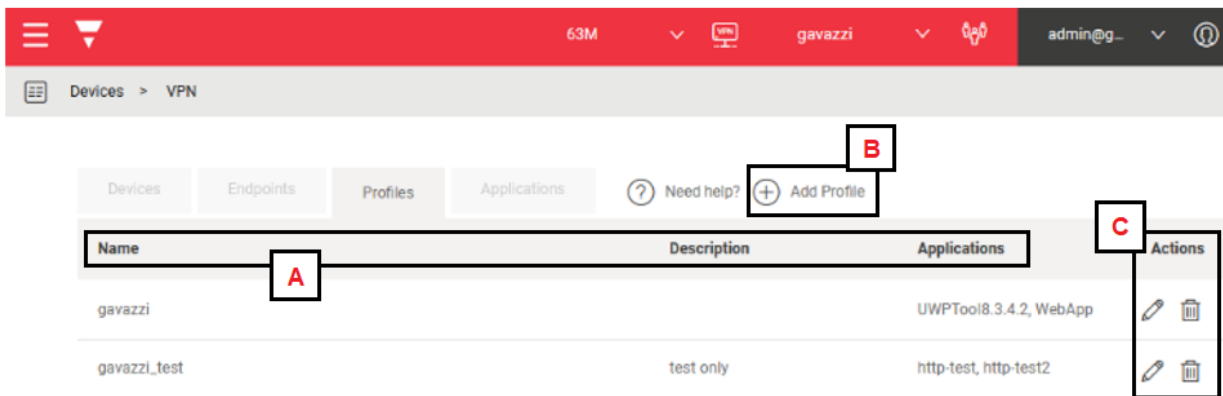 63M VPN gavazzi admin@g...
Devices > VPN
B
Devices Endpoints Profiles Applications ? Need help? Add Profile
C
Name Description Applications Actions
A
gavazzi UWPTool8.3.4.2, WebApp
gavazzi_test test only http-test, http-test2